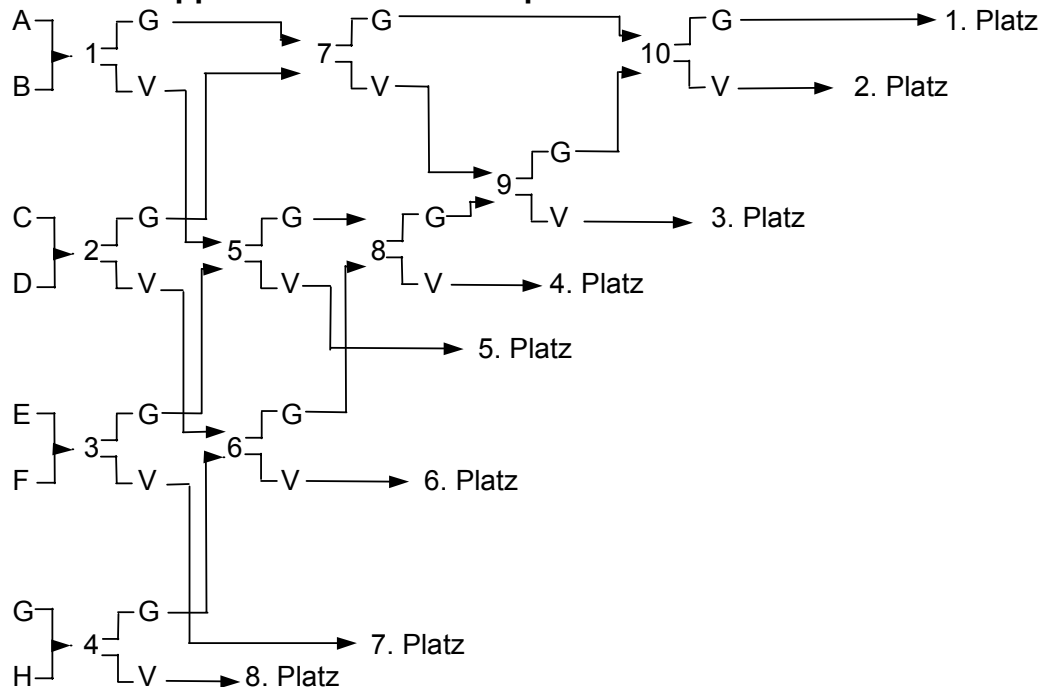 A G G G 1. Platz
1 7 10
B V V V 2. Platz
G
9
C G G G V 3. Platz
2 5 8
D V V V 4. Platz
5. Platz
E G G
3 6
F V V 6. Platz
G G
4 7. Platz
H V 8. Platz